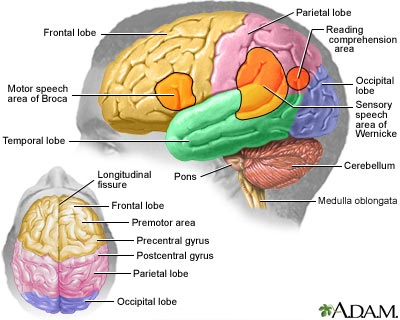 Parietal lobe
Frontal lobe
Reading
comprehension
area
Motor speech
area of Broca
Occipital
lobe
Sensory
speech
area of
Wernicke
Temporal lobe
Cerebellum
Pons
Medulla oblongata
Longitudinal
fissure
Frontal lobe
Premotor area
Precentral gyrus
Postcentral gyrus
Parietal lobe
Occipital lobe
ADAM.